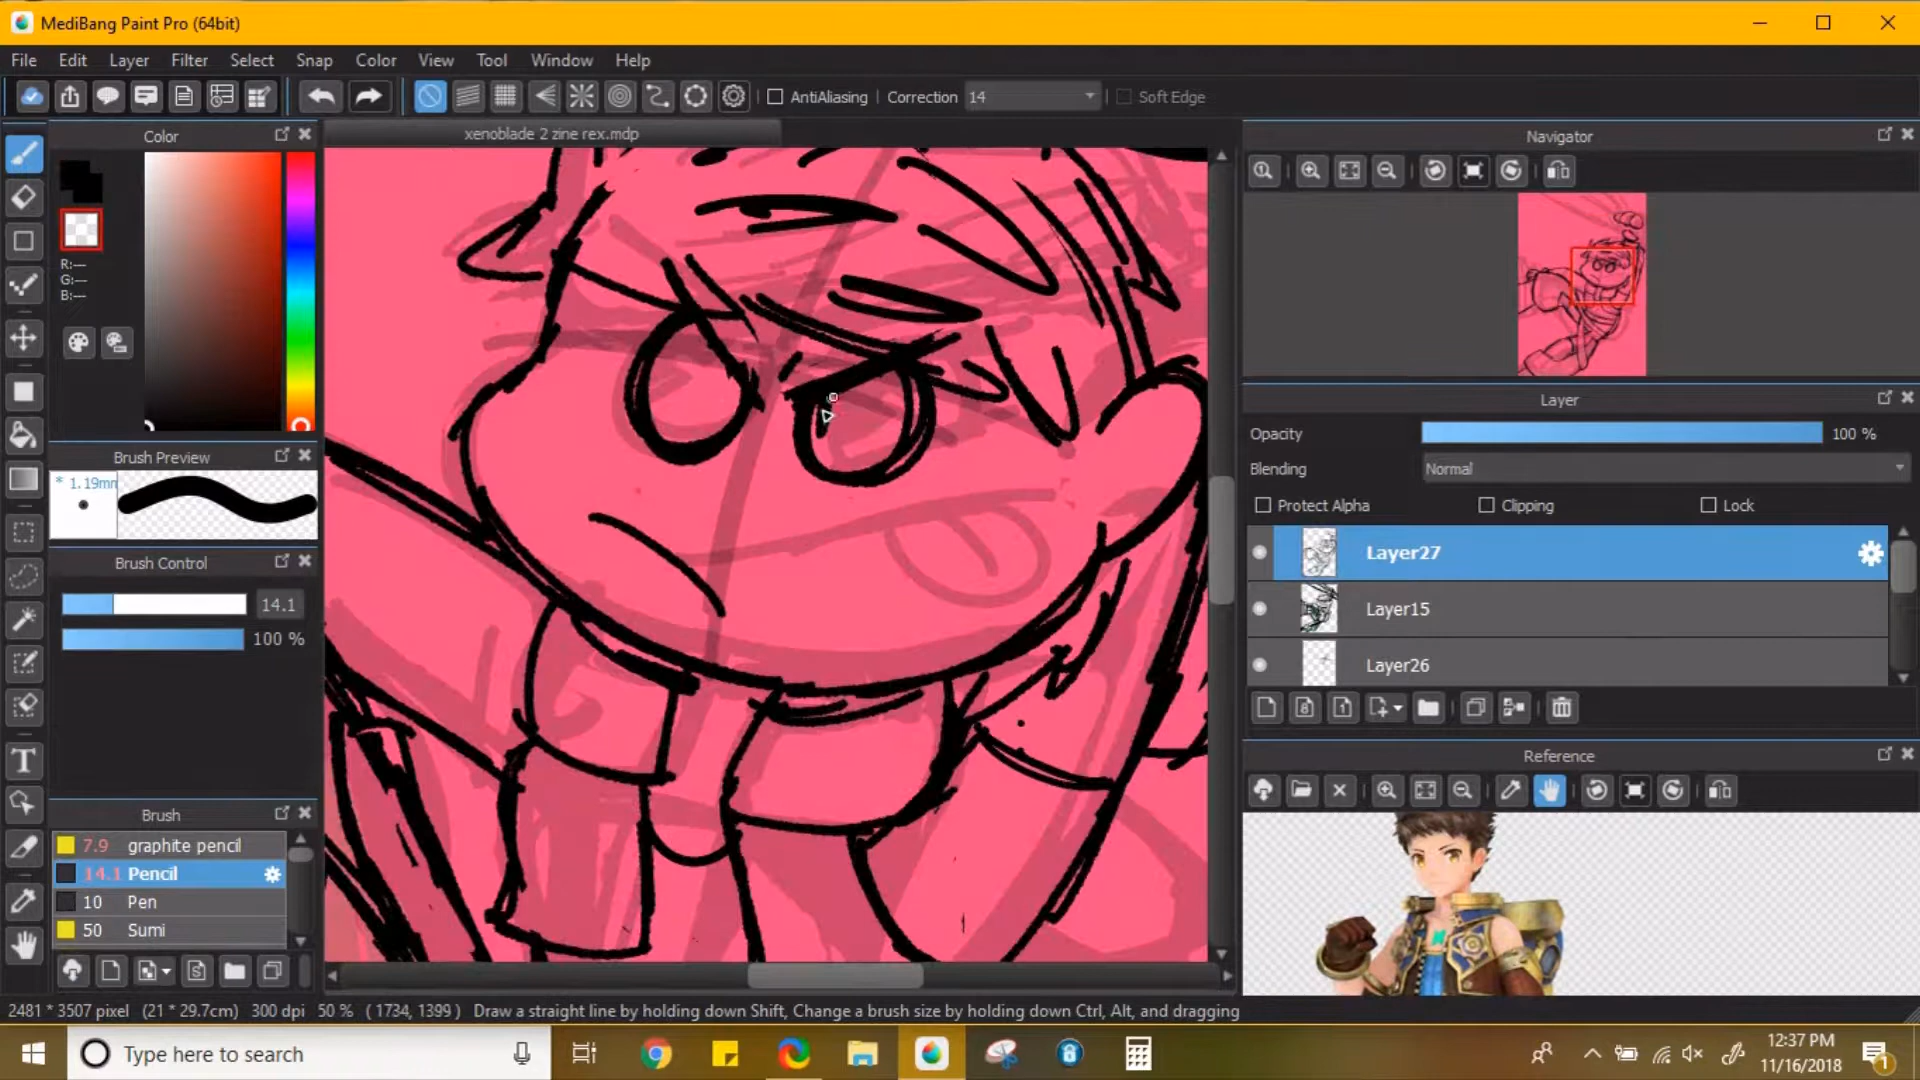 MediBang Paint Pro (64bit)
File Edit Layer Filter Select Snap Color View Tool Window Help
AntiAliasing Correction 14 Soft Edge
Color
xenoblade 2 zine rex.mdp
Navigator
R:---
G:---
B:---
Layer
Opacity 100 %
Brush Preview
Blending Normal
* 1.19mm
Protect Alpha Clipping Lock
Layer27
Brush Control
14.1
Layer15
100 %
Layer26
Reference
Brush
7.9 graphite pencil
14.1 Pencil
10 Pen
50 Sumi
2481 * 3507 pixel (21 * 29.7cm) 300 dpi 50 % ( 1734, 1399 ) Draw a straight line by holding down Shift, Change a brush size by holding down Ctrl, Alt, and dragging
Type here to search
12:37 PM
11/16/2018
1